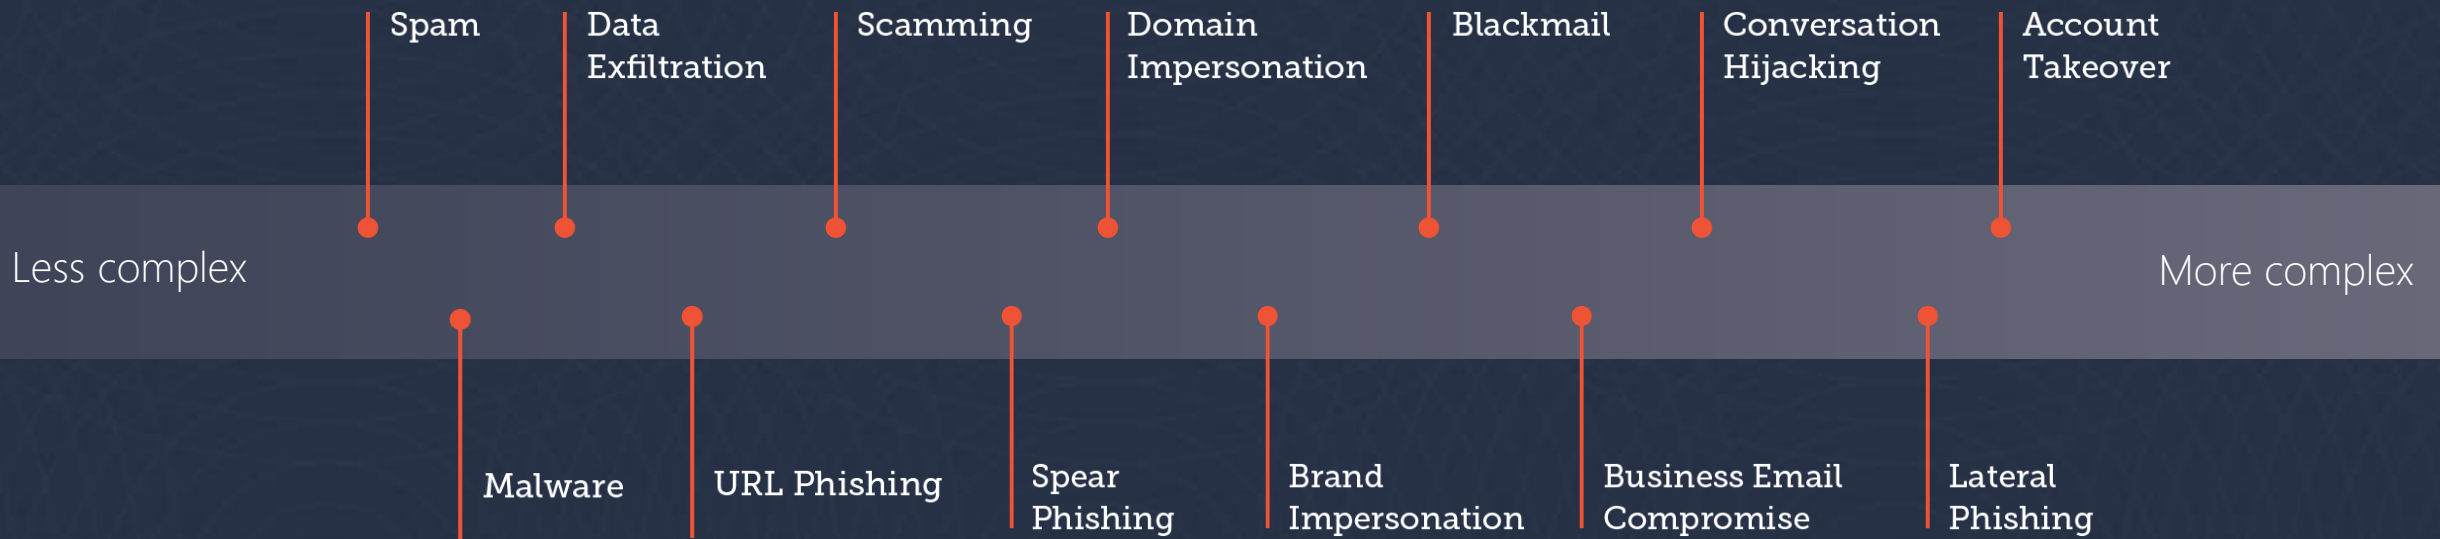 Spam
Data
Exfiltration
Scamming
Domain
Impersonation
Blackmail
Conversation
Hijacking
Account
Takeover
Less complex
More complex
Malware
URL Phishing
Spear
Phishing
Brand
Impersonation
Business Email
Compromise
Lateral
Phishing